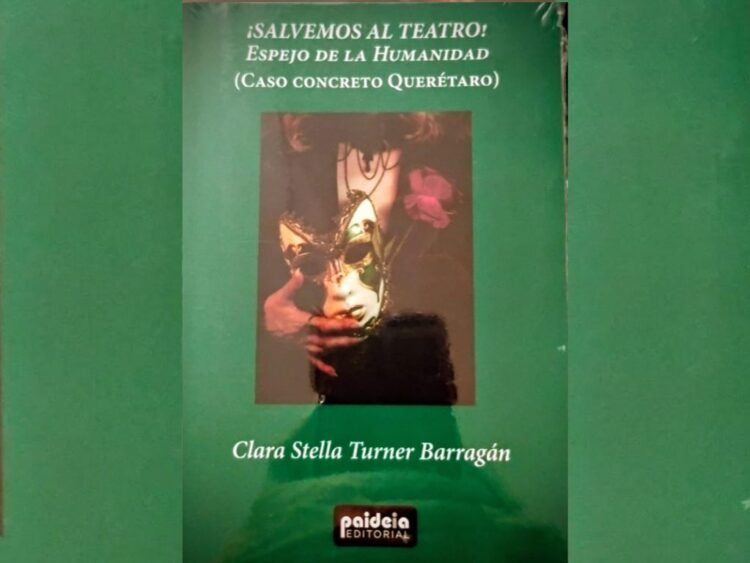 ¡SALVEMOS AL TEATRO!
ESPEJO DE LA HUMANIDAD
(CASO CONCRETO QUERÉTARO)
Clara Stella Turner Barragán
paideia
EDITORIAL